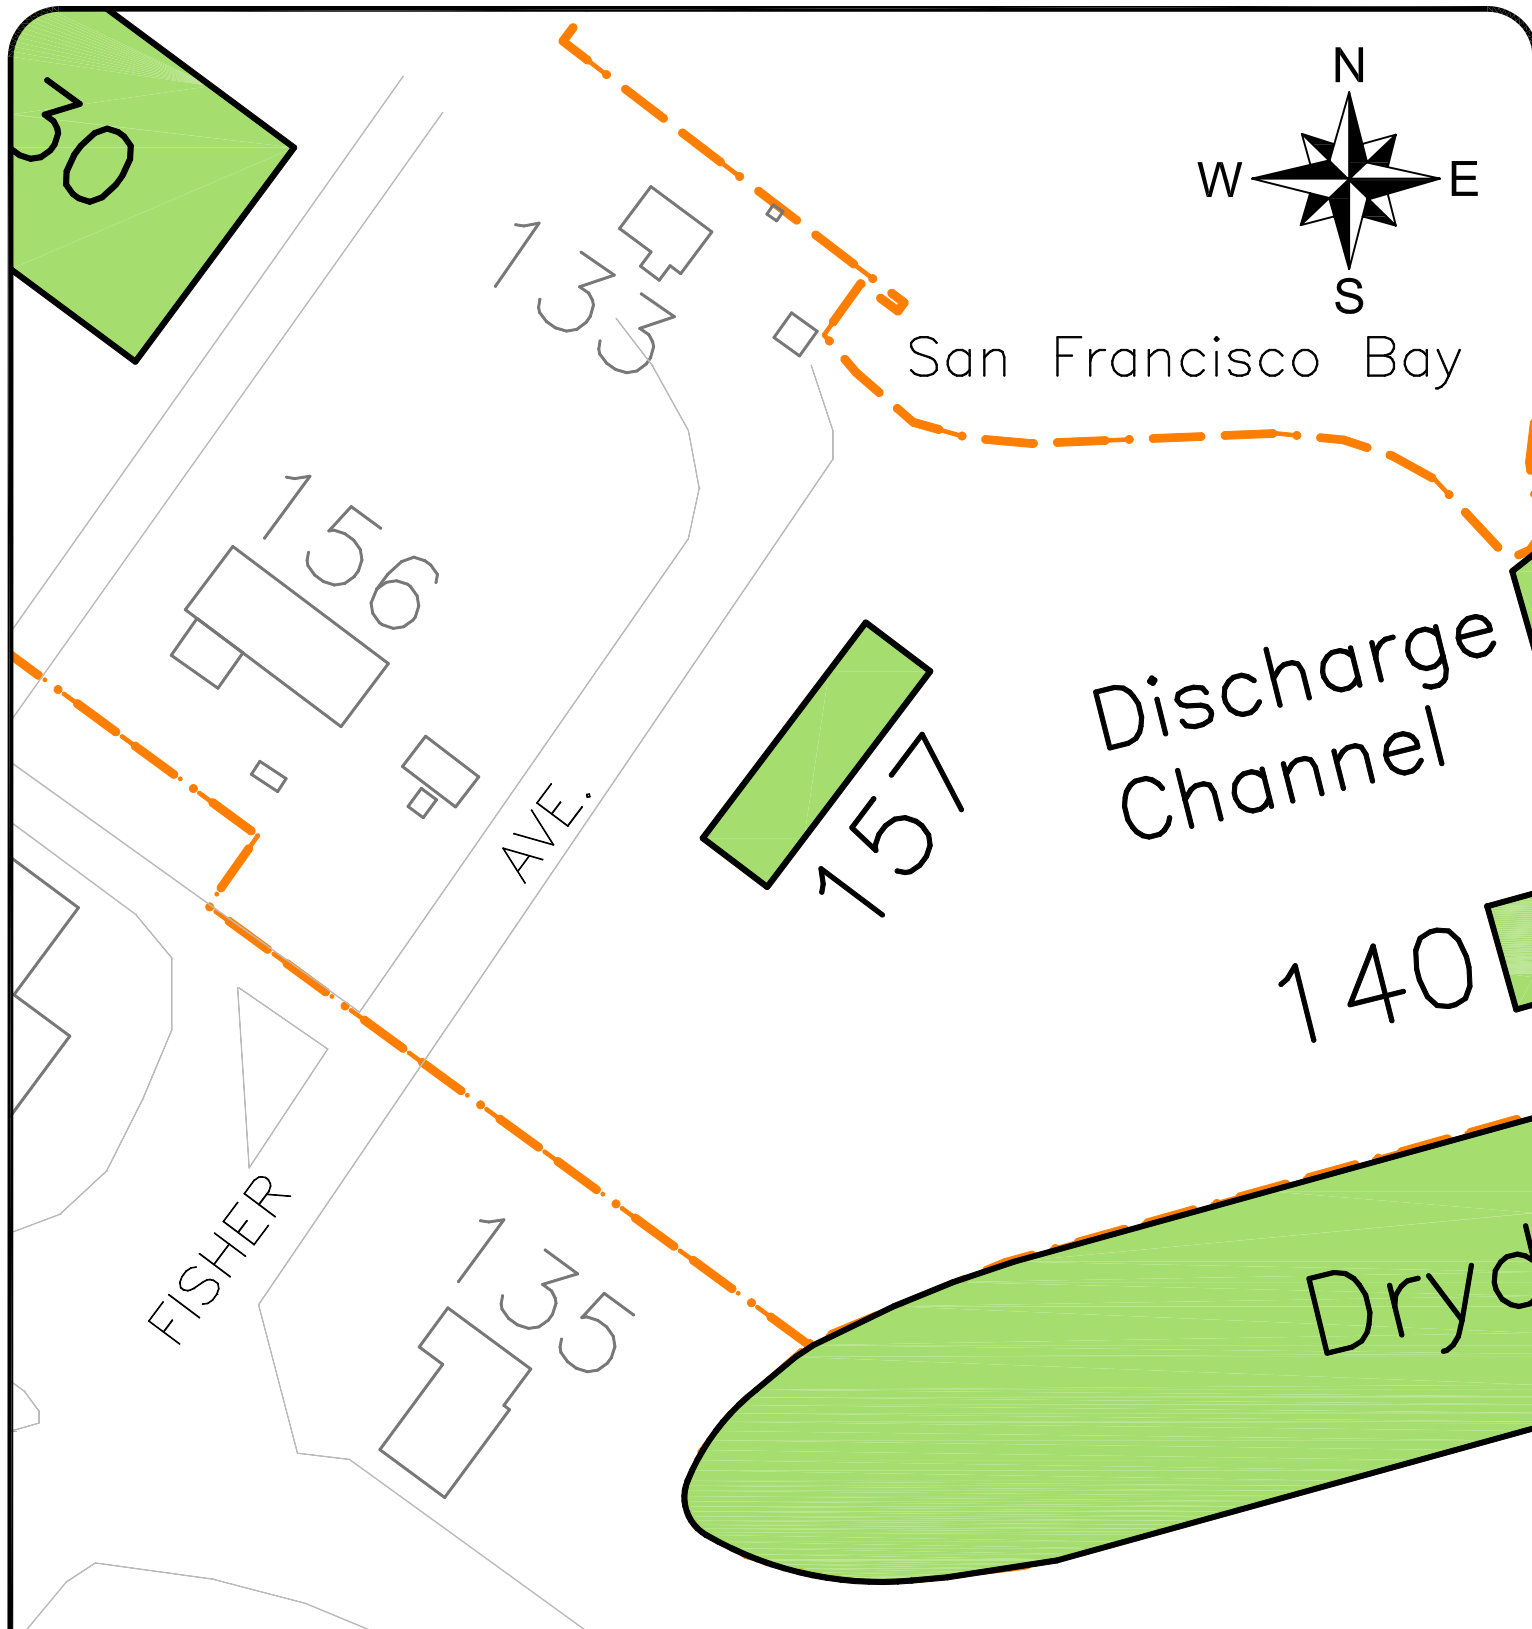 N
W E
S
30
133
San Francisco Bay
156
Discharge
Channel
AVE.
157
140
FISHER
135
Dryd